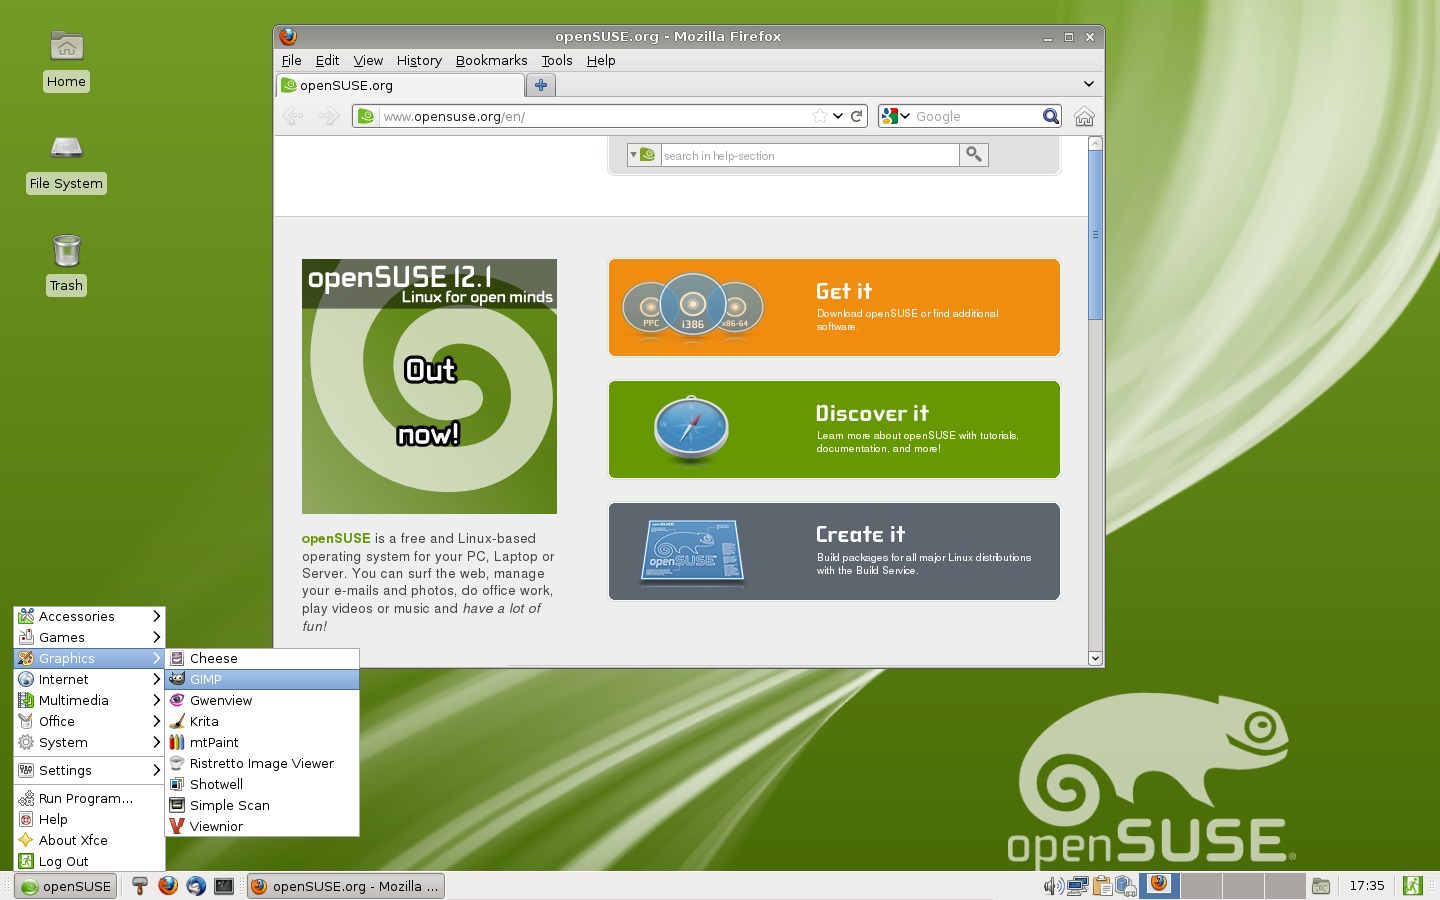 Home
File System
Trash
openSUSE.org - Mozilla Firefox
File Edit View History Bookmarks Tools Help
openSUSE.org
www.opensuse.org/en/
Google
search in help-section
openSUSE 12.1
Linux for open minds
Out
now!
openSUSE is a free and Linux-based
operating system for your PC, Laptop or
Server. You can surf the web, manage
your e-mails and photos, do office work,
play videos or music and have a lot of
fun!
PPC
i386
x86-64
Get it
Download openSUSE or find additional
software.
Discover it
Learn more about openSUSE with tutorials,
documentation, and more!
openSUSE
Create it
Build packages for all major Linux distributions
with the Build Service.
Accessories
Games
Graphics
Internet
Multimedia
Office
System
Settings
Run Program...
Help
About Xfce
Log Out
Cheese
GIMP
Gwenview
Krita
mtPaint
Ristretto Image Viewer
Shotwell
Simple Scan
Viewnior
openSUSE
openSUSE
openSUSE.org - Mozilla ...
17:35